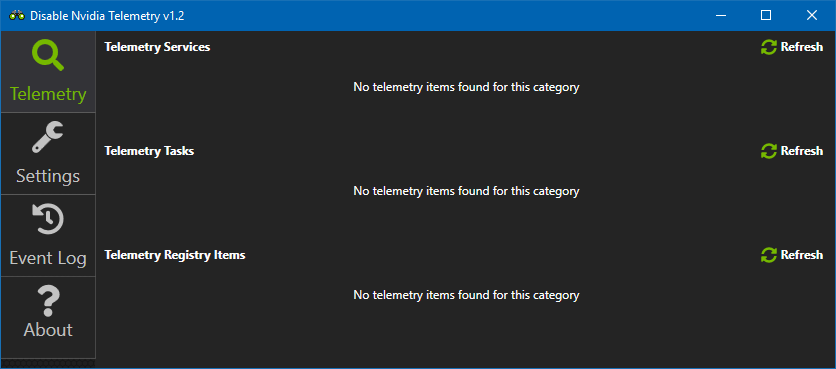 Disable Nvidia Telemetry v1.2
Telemetry
Settings
Event Log
About
Telemetry Services
Refresh
No telemetry items found for this category
Telemetry Tasks
Refresh
No telemetry items found for this category
Telemetry Registry Items
Refresh
No telemetry items found for this category